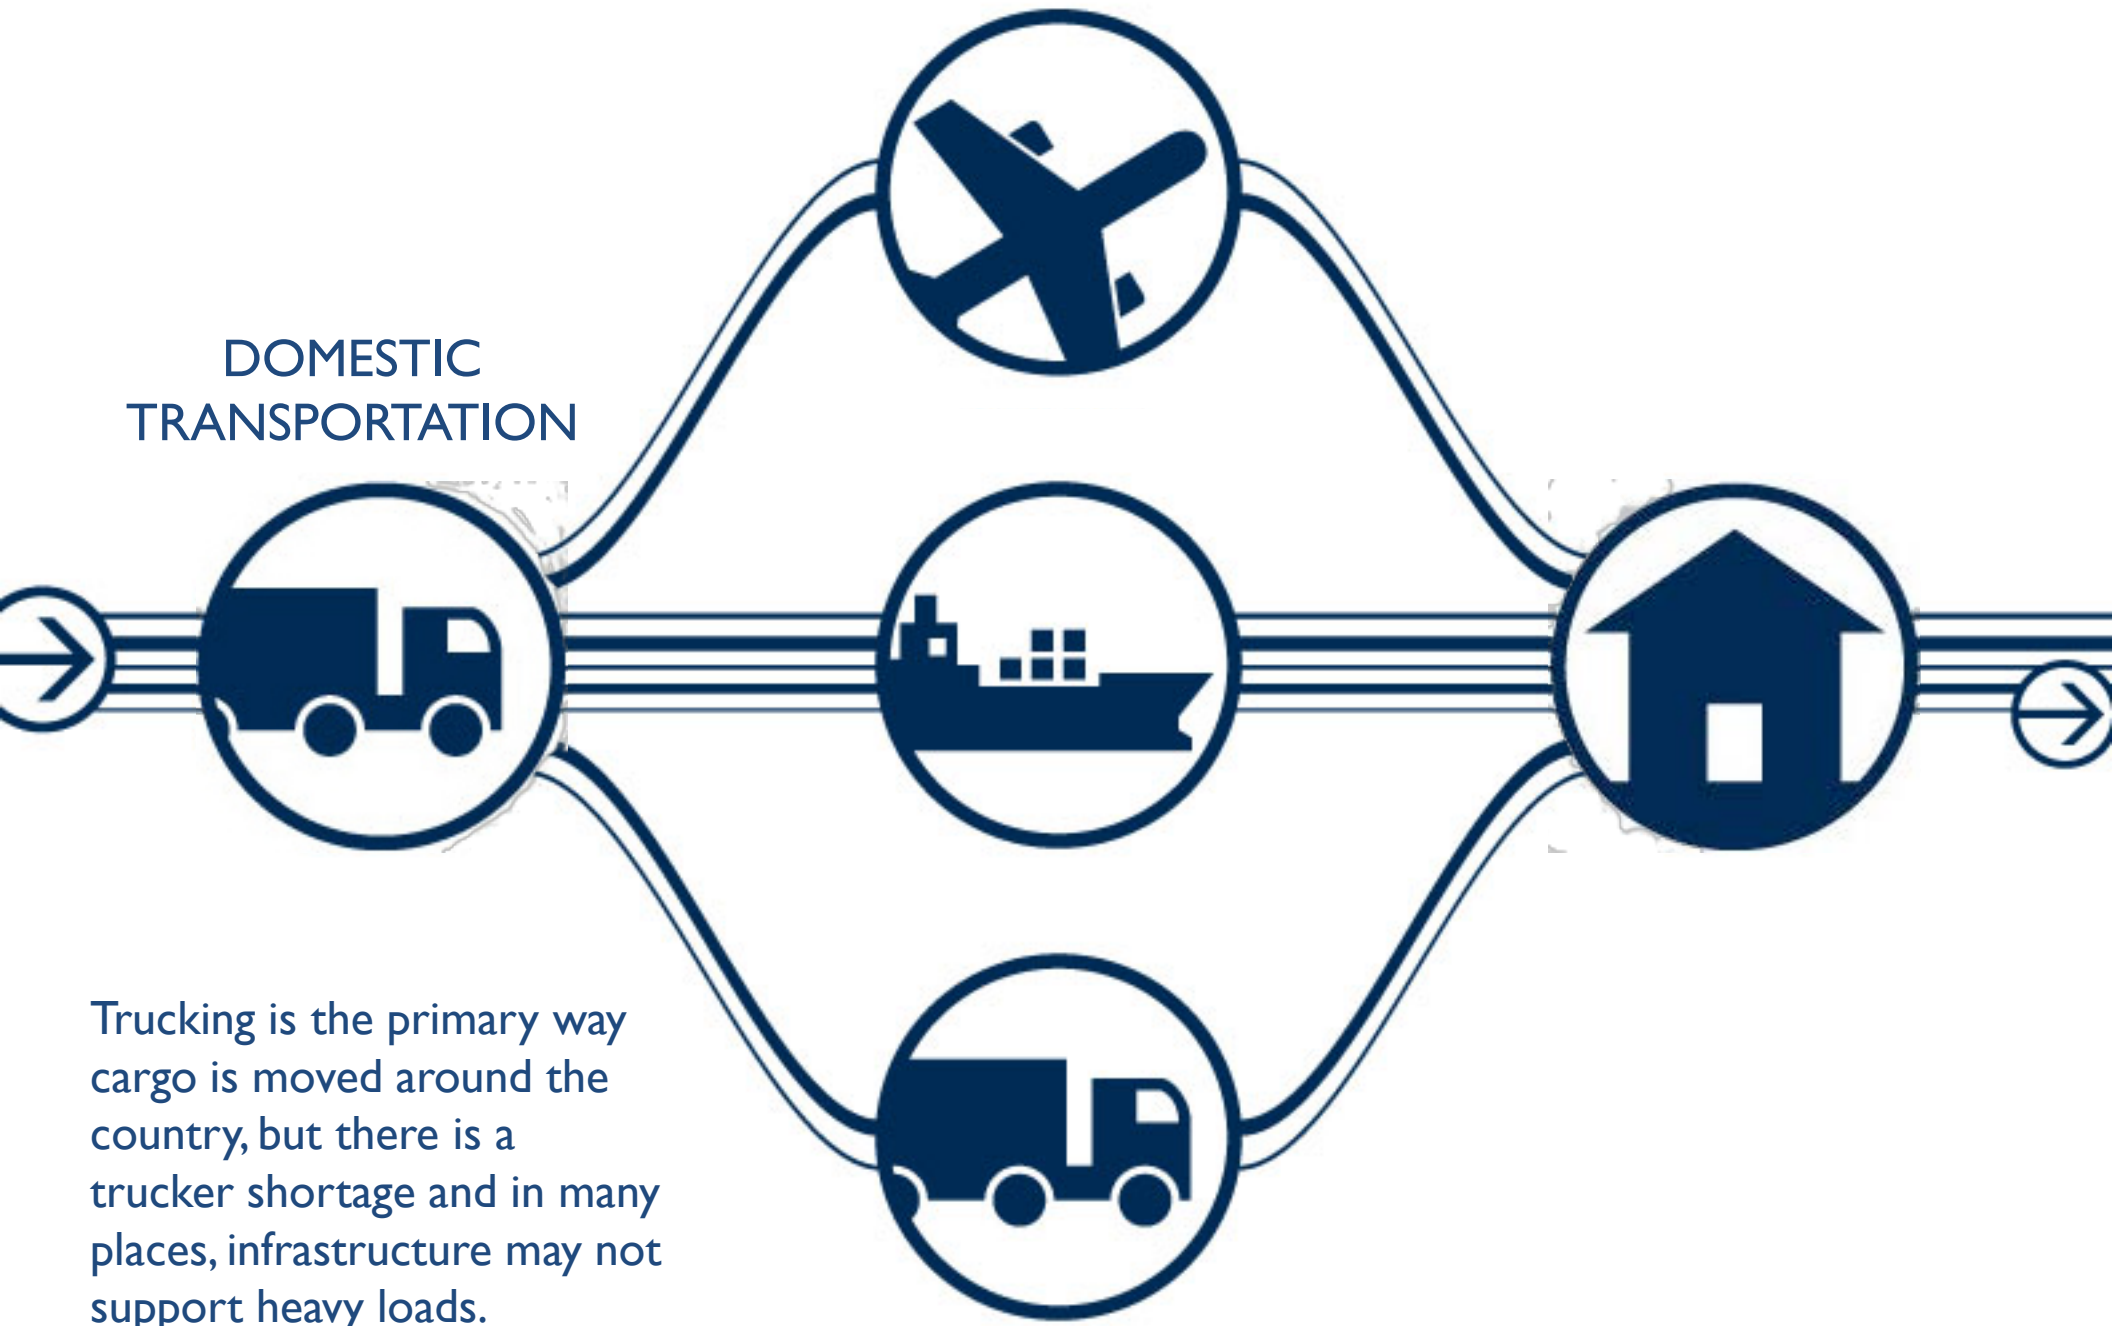 DOMESTIC
TRANSPORTATION
Trucking is the primary way
cargo is moved around the
country, but there is a
trucker shortage and in many
places, infrastructure may not
support heavy loads.